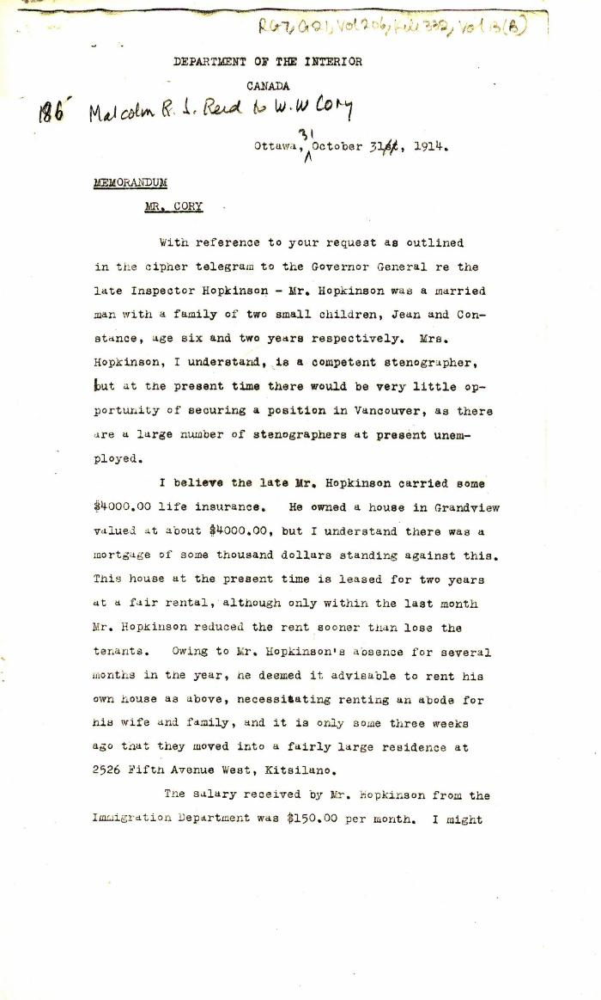 RG7, G21, Vol 206, File 332, Vol 13(B)
DEPARTMENT OF THE INTERIOR
CANADA
186 Malcolm R. J. Reid to W.W Cory
31
Ottawa, October 31st, 1914.
MEMORANDUM
MR. CORY
With reference to your request as outlined
in the cipher telegram to the Governor General re the
late Inspector Hopkinson - Mr. Hopkinson was a married
man with a family of two small children, Jean and Con-
stance, age six and two years respectively. Mrs.
Hopkinson, I understand, is a competent stenographer,
but at the present time there would be very little op-
portunity of securing a position in Vancouver, as there
are a large number of stenographers at present unem-
ployed.
I believe the late Mr. Hopkinson carried some
$4000.00 life insurance. He owned a house in Grandview
valued at about $4000.00, but I understand there was a
mortgage of some thousand dollars standing against this.
This house at the present time is leased for two years
at a fair rental, although only within the last month
Mr. Hopkinson reduced the rent sooner than lose the
tenants. Owing to Mr. Hopkinson's absence for several
months in the year, he deemed it advisable to rent his
own house as above, necessitating renting an abode for
his wife and family, and it is only some three weeks
ago that they moved into a fairly large residence at
2526 Fifth Avenue West, Kitsilano.
The salary received by Mr. Hopkinson from the
Immigration Department was $150.00 per month. I might